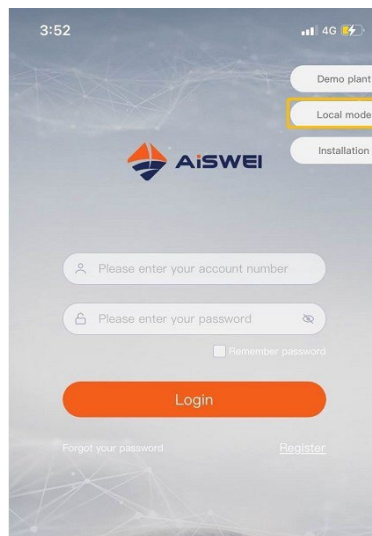 3:52
4G
Demo plant
Local mode
AiSWEI
Installation
Please enter your account number
Please enter your password
Remember password
Login
Forgot your password
Register